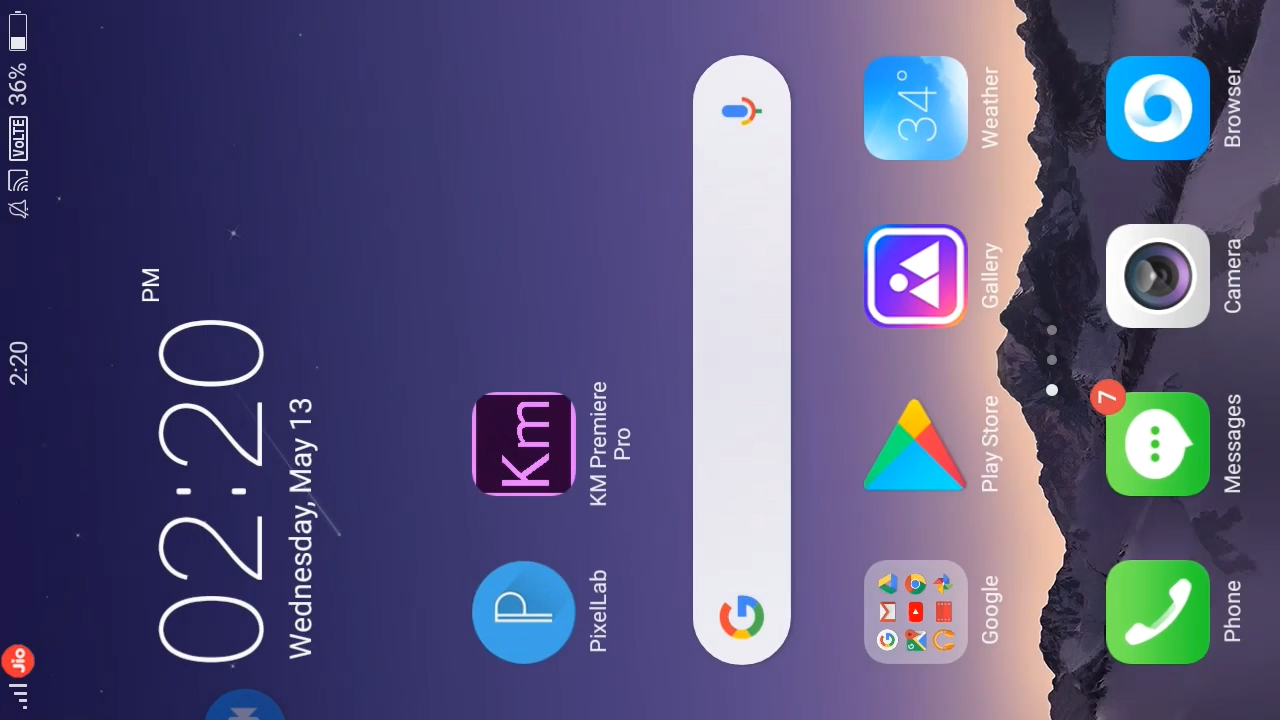 Jio 2:20 VoLTE 36%
02:20 PM
Wednesday, May 13
PixelLab
KM Premiere
Pro
Km
34°
Google
Play Store
Gallery
Weather
7
Phone
Messages
Camera
Browser